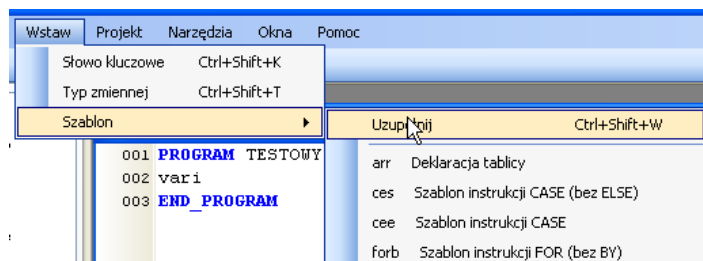 Wstaw Projekt Narzędzia Okna Pomoc
Słowo kluczowe Ctrl+Shift+K
Typ zmiennej Ctrl+Shift+T
Szablon
Uzupełnij Ctrl+Shift+W
001 PROGRAM TESTOWY
002 vari
003 END_PROGRAM
arr Deklaracja tablicy
ces Szablon instrukcji CASE (bez ELSE)
cee Szablon instrukcji CASE
forb Szablon instrukcji FOR (bez BY)